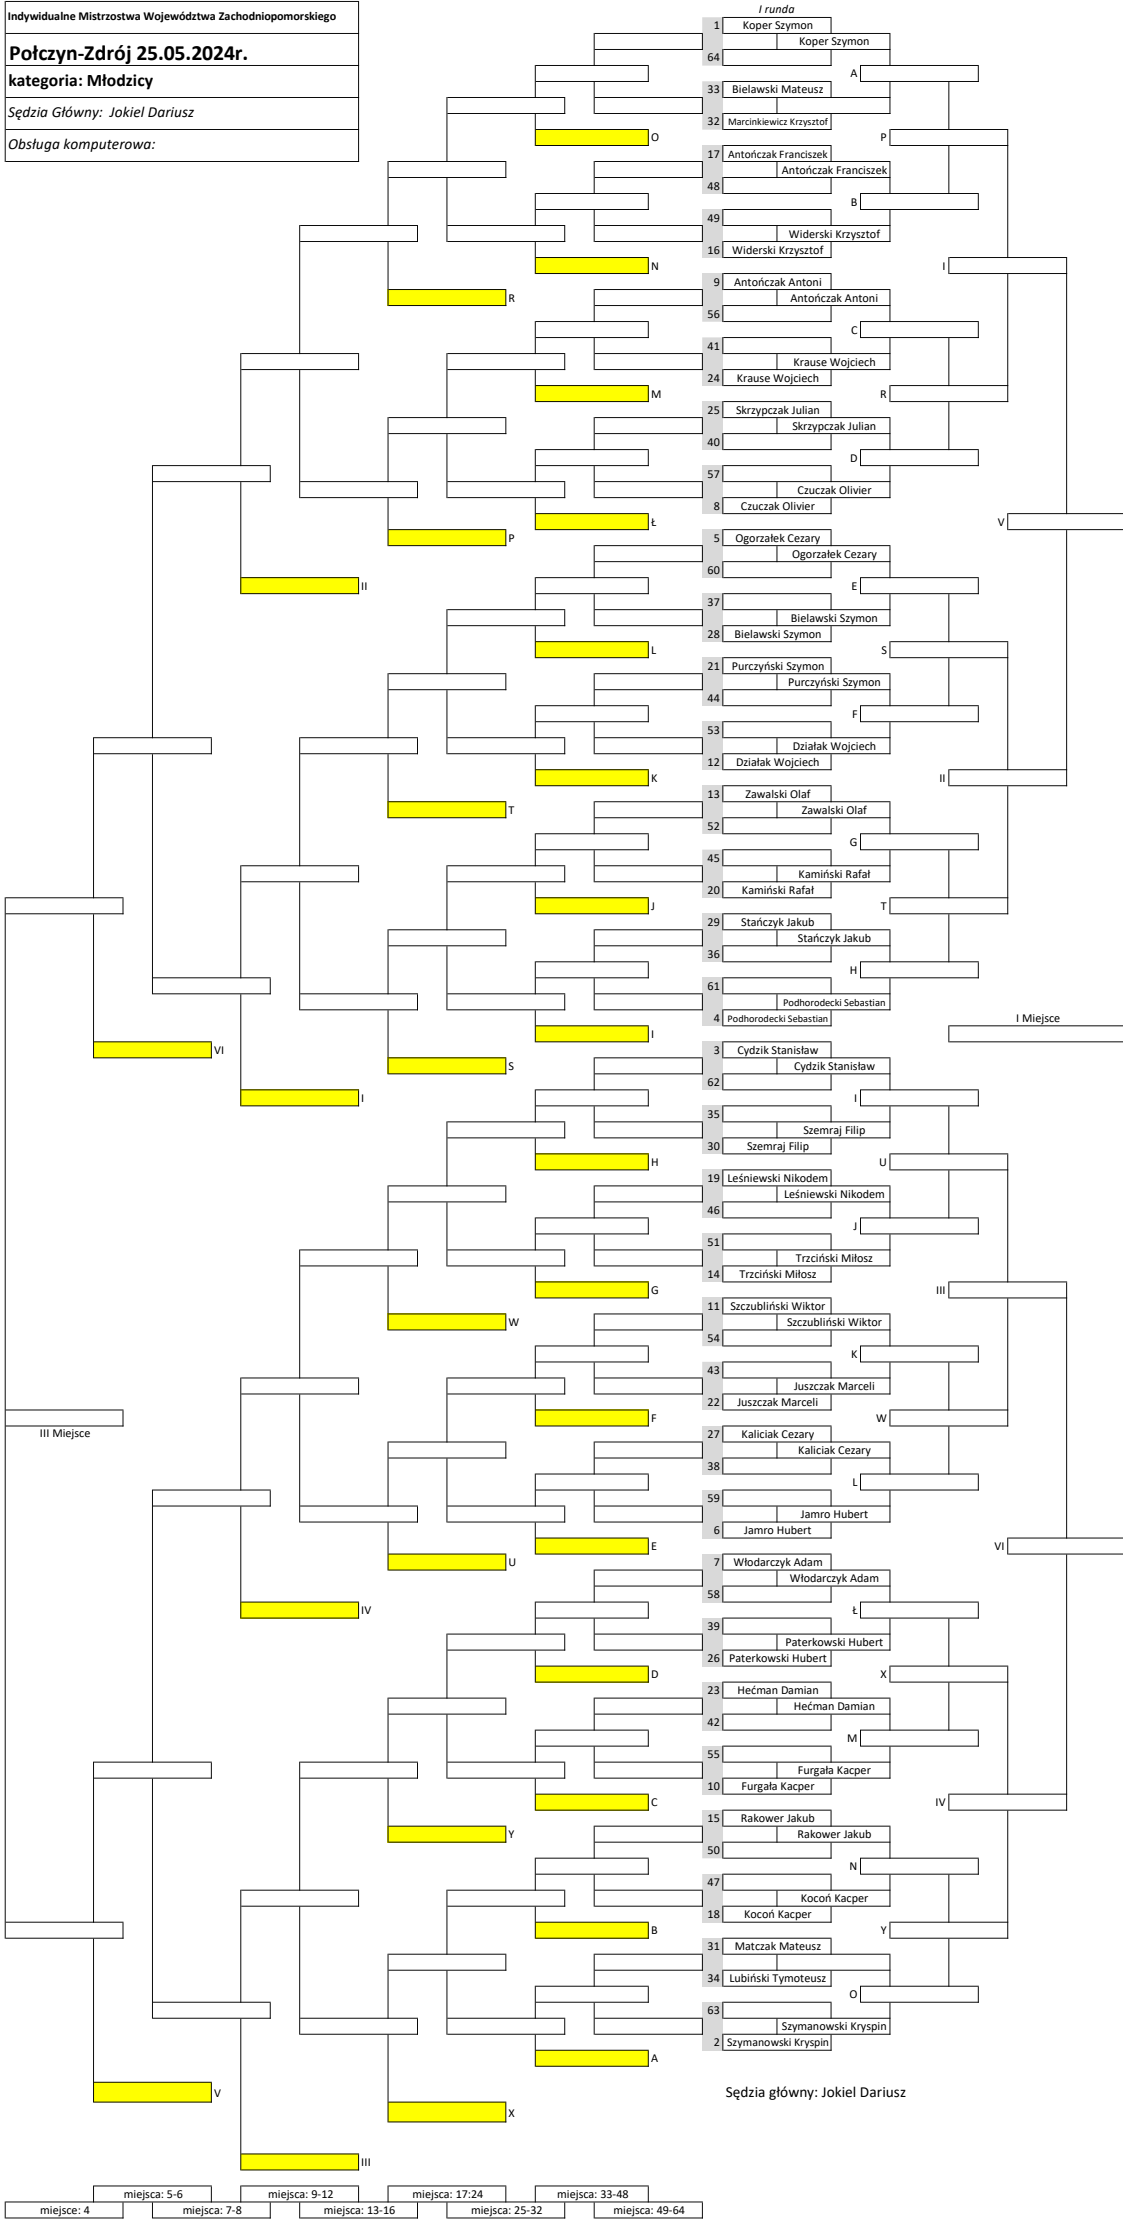 Indywidualne Mistrzostwa Województwa Zachodniopomorskiego
Połczyn-Zdrój 25.05.2024r.
kategoria: Młodzicy
Sędzia Główny: Jokiel Dariusz
Obsługa komputerowa:
I runda
1 Koper Szymon
Koper Szymon
64
A
33 Bielawski Mateusz
32 Marcinkiewicz Krzysztof
O
P
17 Antończak Franciszek
Antończak Franciszek
48
B
49
Widerski Krzysztof
16 Widerski Krzysztof
N
I
9 Antończak Antoni
R
Antończak Antoni
56
C
41
Krause Wojciech
24 Krause Wojciech
M
R
25 Skrzypczak Julian
Skrzypczak Julian
40
D
57
Czuczak Olivier
8 Czuczak Olivier
Ł
V
5 Ogorzałek Cezary
P
Ogorzałek Cezary
60
II
E
37
Bielawski Szymon
28 Bielawski Szymon
L
S
21 Purczyński Szymon
Purczyński Szymon
44
F
53
Działak Wojciech
12 Działak Wojciech
K
II
13 Zawalski Olaf
T
Zawalski Olaf
52
G
45
Kamiński Rafał
20 Kamiński Rafał
J
T
29 Stańczyk Jakub
Stańczyk Jakub
36
H
61
Podhorodecki Sebastian
4 Podhorodecki Sebastian
I Miejsce
I
3 Cydzik Stanisław
VI
S
Cydzik Stanisław
62
I
I
35
Szemraj Filip
30 Szemraj Filip
H
U
19 Leśniewski Nikodem
Leśniewski Nikodem
46
J
51
Trzciński Miłosz
14 Trzciński Miłosz
G
III
11 Szczubliński Wiktor
W
Szczubliński Wiktor
54
K
43
Juszczak Marceli
22 Juszczak Marceli
F
W
III Miejsce
27 Kaliciak Cezary
Kaliciak Cezary
38
L
59
Jamro Hubert
6 Jamro Hubert
E
VI
7 Włodarczyk Adam
U
Włodarczyk Adam
58
IV
Ł
39
Paterkowski Hubert
26 Paterkowski Hubert
D
X
23 Hećman Damian
Hećman Damian
42
M
55
Furgała Kacper
10 Furgała Kacper
C
IV
15 Rakower Jakub
Y
Rakower Jakub
50
N
47
Kocoń Kacper
18 Kocoń Kacper
B
Y
31 Matczak Mateusz
34 Lubiński Tymoteusz
O
63
Szymanowski Kryspin
2 Szymanowski Kryspin
A
V
Sędzia główny: Jokiel Dariusz
X
III
miejsca: 5-6 miejsca: 9-12 miejsca: 17:24 miejsca: 33-48
miejsce: 4 miejsca: 7-8 miejsca: 13-16 miejsca: 25-32 miejsca: 49-64